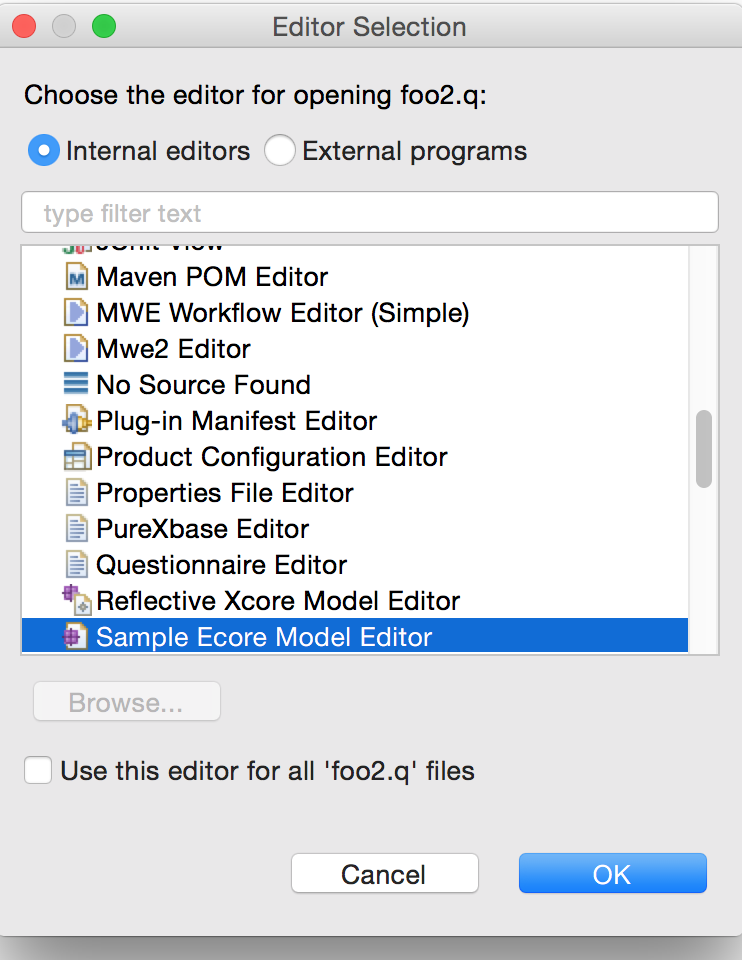 Editor Selection
Choose the editor for opening foo2.q:
Internal editors External programs
type filter text
JUnit View
Maven POM Editor
MWE Workflow Editor (Simple)
Mwe2 Editor
No Source Found
Plug-in Manifest Editor
Product Configuration Editor
Properties File Editor
PureXbase Editor
Questionnaire Editor
Reflective Xcore Model Editor
Sample Ecore Model Editor
Browse...
Use this editor for all 'foo2.q' files
Cancel OK